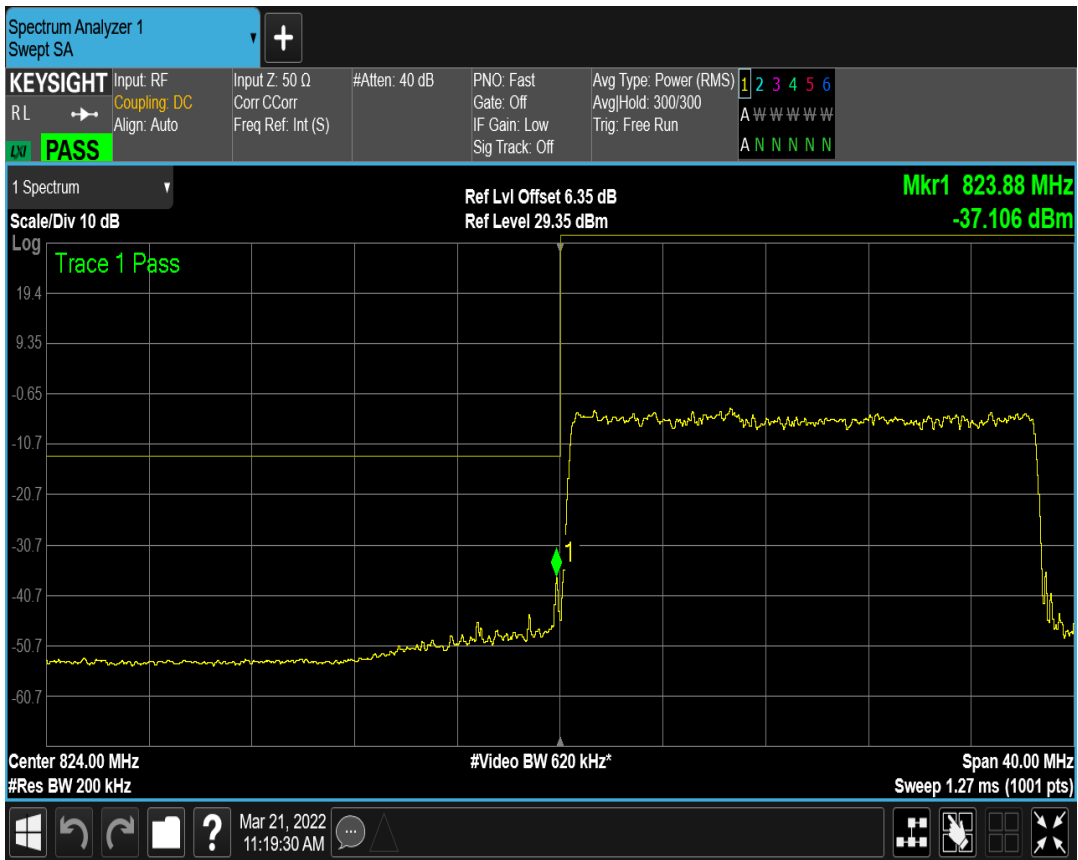 Spectrum Analyzer 1
Swept SA
+
KEYSIGHT
R L
LXI
PASS
Input: RF
Coupling: DC
Align: Auto
Input Z: 50 Ω
Corr CCorr
Freq Ref: Int (S)
#Atten: 40 dB
PNO: Fast
Gate: Off
IF Gain: Low
Sig Track: Off
Avg Type: Power (RMS)
Avg|Hold: 300/300
Trig: Free Run
1 2 3 4 5 6
A W W W W W
A N N N N N
1 Spectrum
Scale/Div 10 dB
Ref Lvl Offset 6.35 dB
Ref Level 29.35 dBm
Mkr1 823.88 MHz
-37.106 dBm
Log
Trace 1 Pass
19.4
9.35
-0.65
-10.7
-20.7
-30.7
-40.7
-50.7
-60.7
1
Center 824.00 MHz
#Res BW 200 kHz
#Video BW 620 kHz*
Span 40.00 MHz
Sweep 1.27 ms (1001 pts)
?
Mar 21, 2022
11:19:30 AM